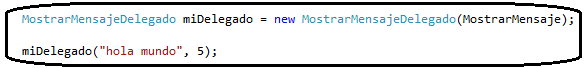 MostrarMensajeDelegado miDelegado = new MostrarMensajeDelegado(MostrarMensaje);
miDelegado("hola mundo", 5);